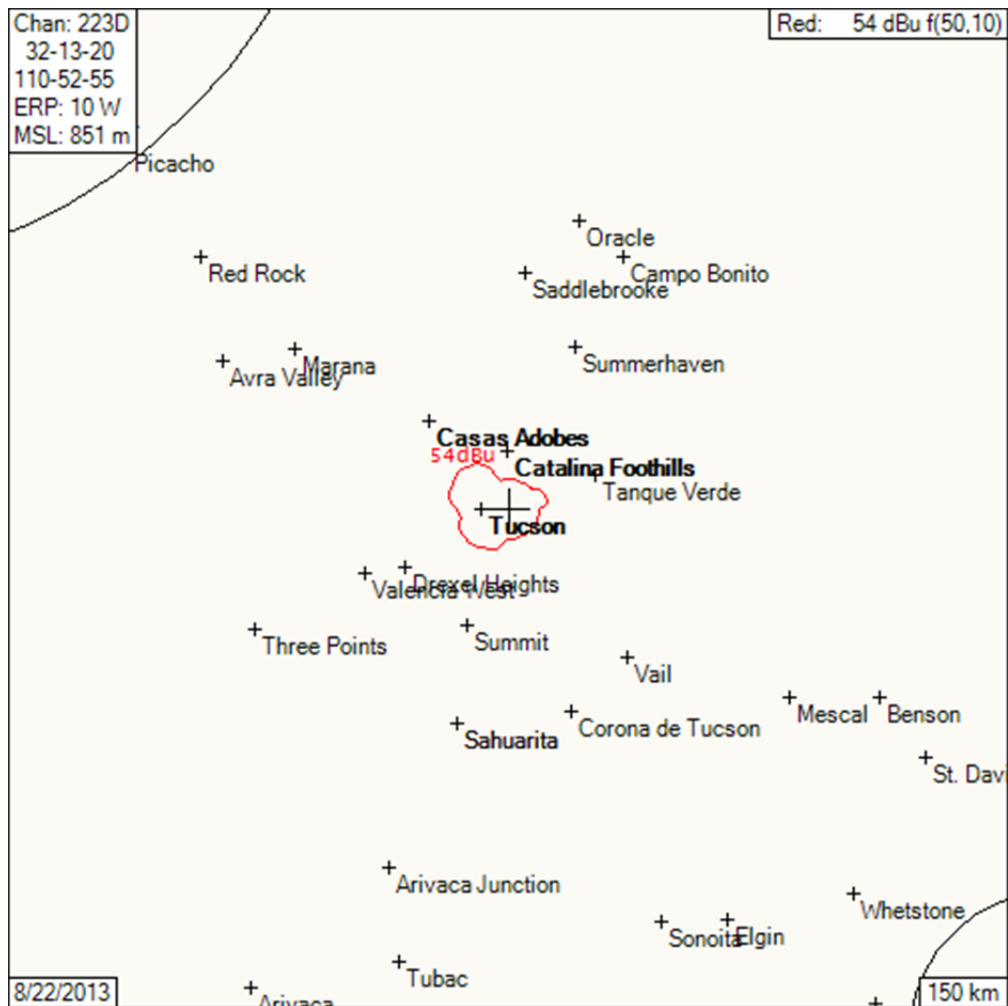 Chan: 223D
32-13-20
110-52-55
ERP: 10 W
MSL: 851 m
Red: 54 dBu f(50,10)
Picacho
Oracle
Red Rock
Campo Bonito
Saddlebrooke
Summerhaven
Marana
Avra Valley
Casas Adobes
54dBu
Catalina Foothills
Tanque Verde
Tucson
Drexel Heights
Valencia West
Three Points
Summit
Vail
Mescal
Benson
Corona de Tucson
Sahuarita
St. Davi
Arivaca Junction
Whetstone
Sonoita
Elgin
Tubac
8/22/2013
Arivaca
150 km